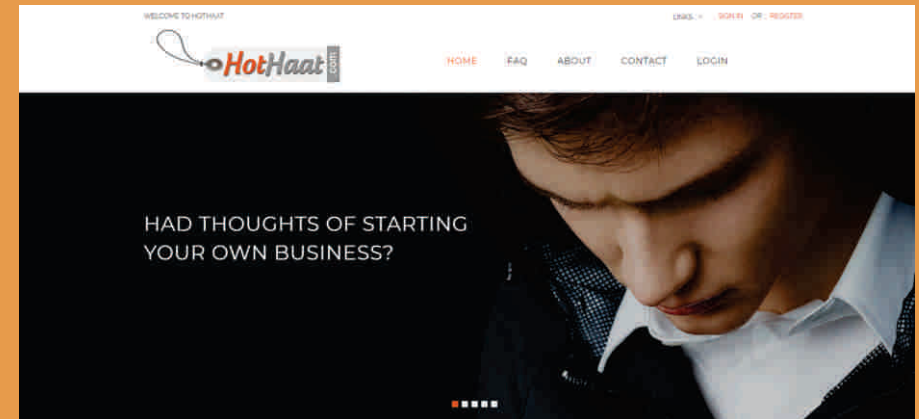 WELCOME TO HOTHAAT
LINKS SIGN IN OR REGISTER
HotHaat.com
HOME FAQ ABOUT CONTACT LOGIN
HAD THOUGHTS OF STARTING
YOUR OWN BUSINESS?